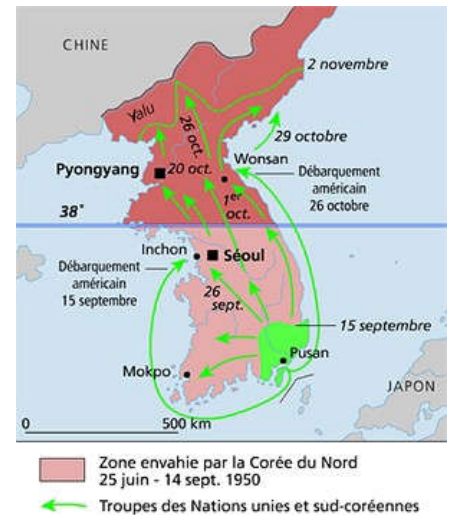 CHINE
2 novembre
Yalu
26 oct.
29 octobre
Pyongyang
20 oct.
Wonsan
Débarquement
américain
26 octobre
1er
oct.
38°
Inchon
Séoul
Débarquement
américain
15 septembre
26
sept.
15 septembre
Pusan
Mokpo
JAPON
0 500 km
Zone envahie par la Corée du Nord
25 juin - 14 sept. 1950
Troupes des Nations unies et sud-coréennes